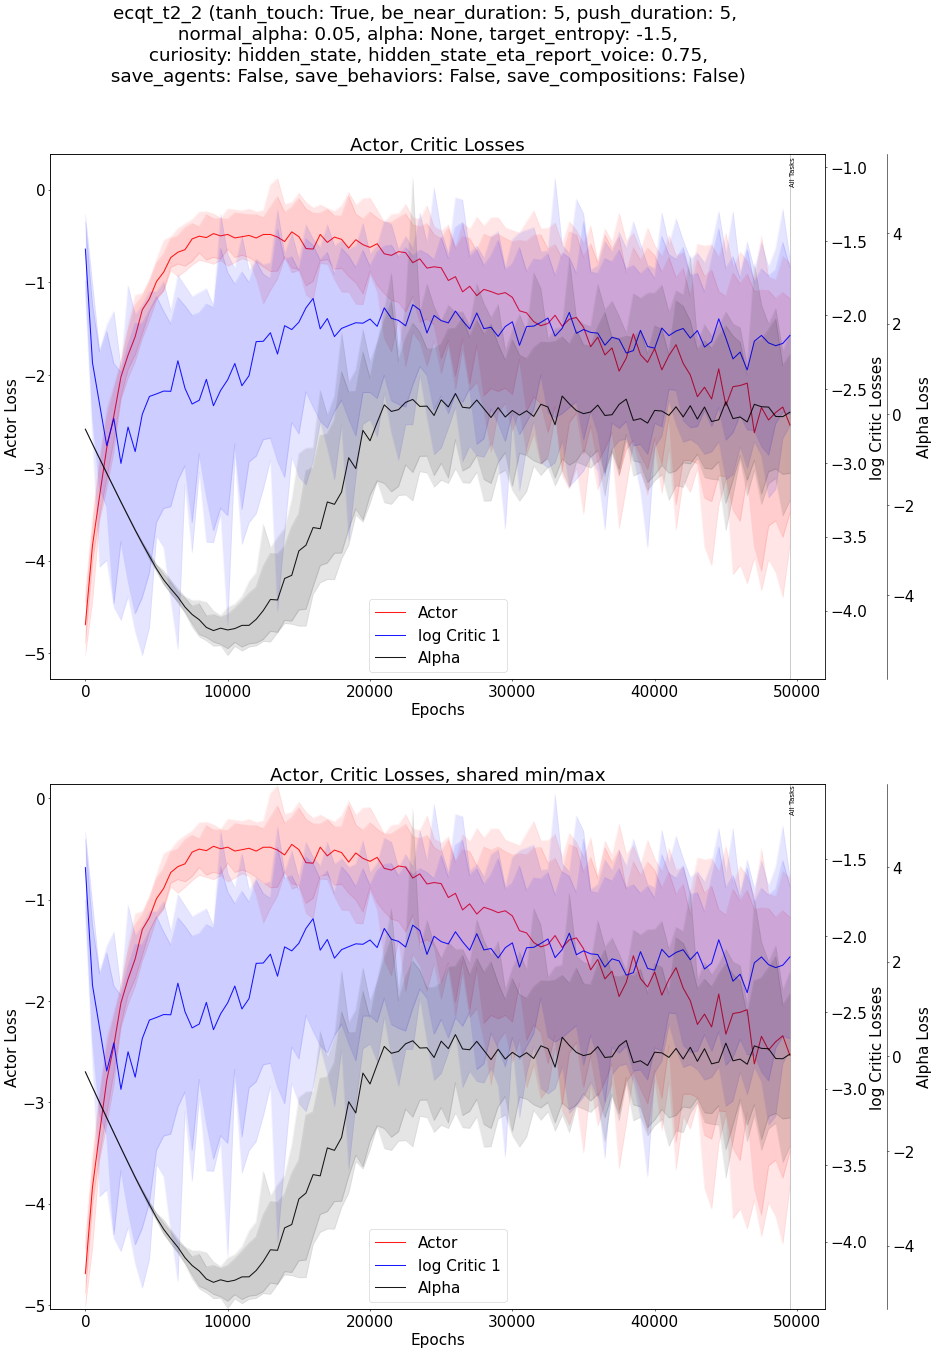 ecqt_t2_2 (tanh_touch: True, be_near_duration: 5, push_duration: 5,
normal_alpha: 0.05, alpha: None, target_entropy: -1.5,
curiosity: hidden_state, hidden_state_eta_report_voice: 0.75,
save_agents: False, save_behaviors: False, save_compositions: False)
Actor, Critic Losses
All Tasks
0
−1
−2
−3
−4
−5
Actor Loss
−1.0
−1.5
−2.0
−2.5
−3.0
−3.5
−4.0
log Critic Losses
4
2
0
−2
−4
Alpha Loss
Actor
log Critic 1
Alpha
0 10000 20000 30000 40000 50000
Epochs
Actor, Critic Losses, shared min/max
All Tasks
0
−1
−2
−3
−4
−5
Actor Loss
−1.5
−2.0
−2.5
−3.0
−3.5
−4.0
log Critic Losses
4
2
0
−2
−4
Alpha Loss
Actor
log Critic 1
Alpha
0 10000 20000 30000 40000 50000
Epochs